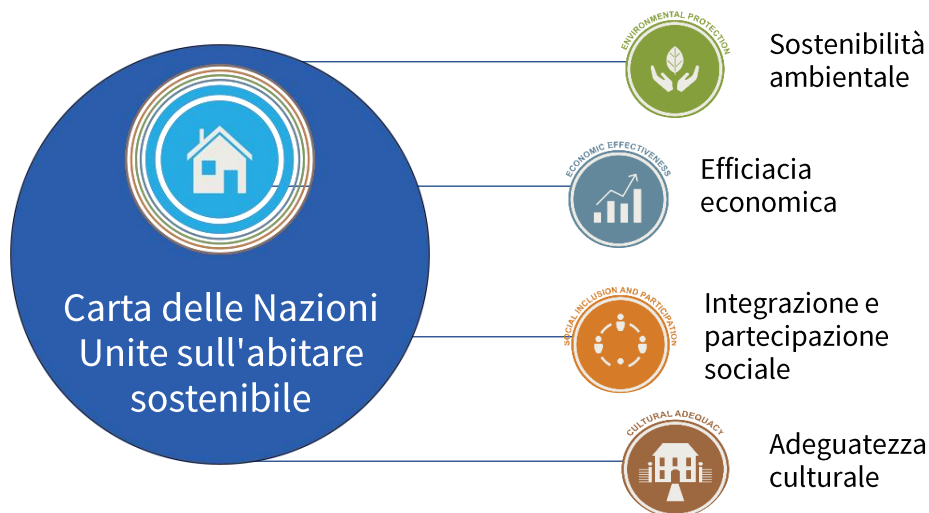 Carta delle Nazioni
Unite sull'abitare
sostenibile
ENVIRONMENTAL PROTECTION
Sostenibilità
ambientale
ECONOMIC EFFECTIVENESS
Efficiacia
economica
SOCIAL INCLUSION AND PARTICIPATION
Integrazione e
partecipazione
sociale
CULTURAL ADEQUACY
Adeguatezza
culturale